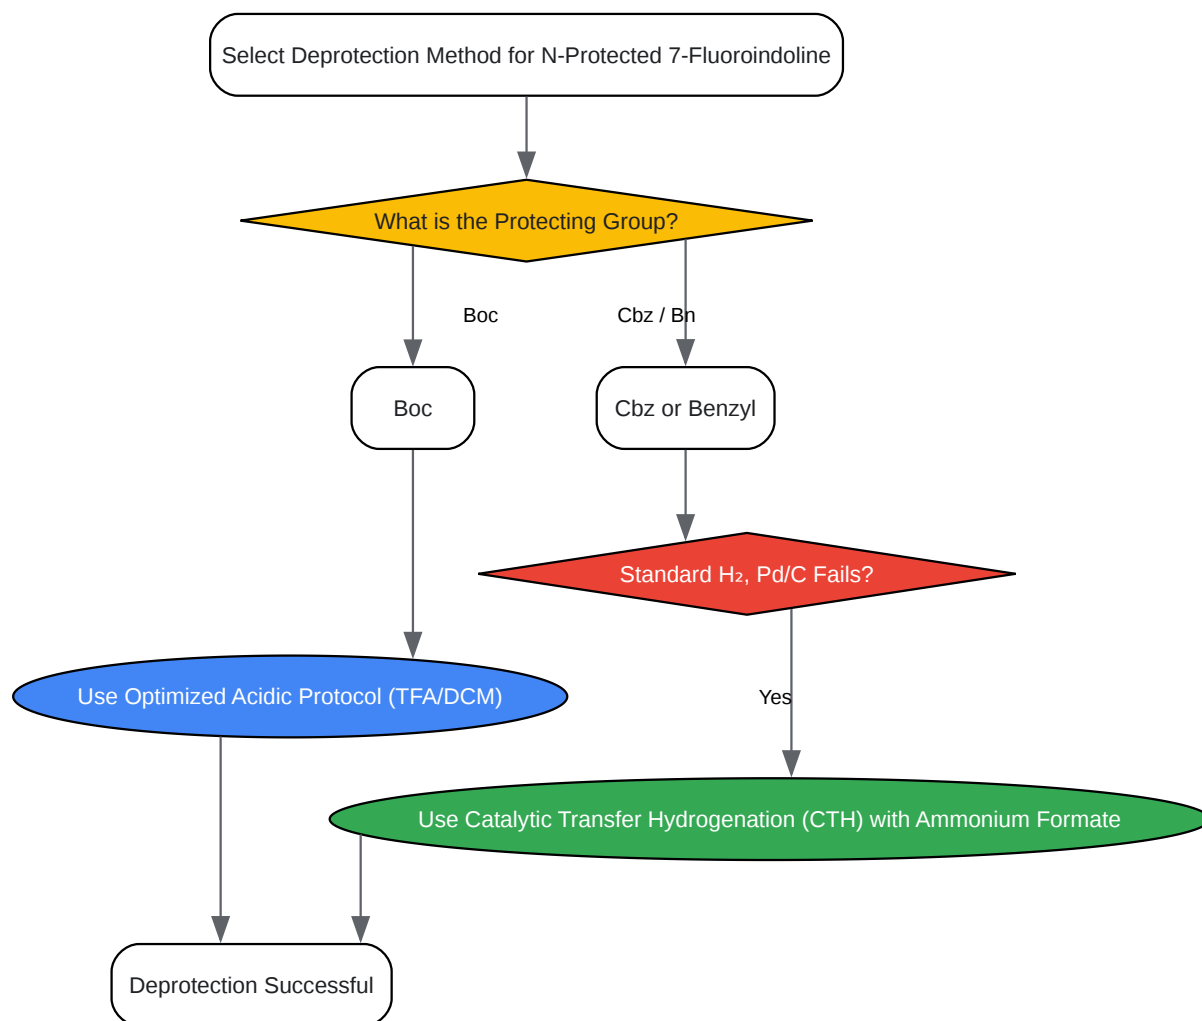 Select Deprotection Method for N-Protected 7-Fluoroindoline
What is the Protecting Group?
Boc
Cbz / Bn
Boc
Cbz or Benzyl
Standard H₂, Pd/C Fails?
Use Optimized Acidic Protocol (TFA/DCM)
Yes
Use Catalytic Transfer Hydrogenation (CTH) with Ammonium Formate
Deprotection Successful